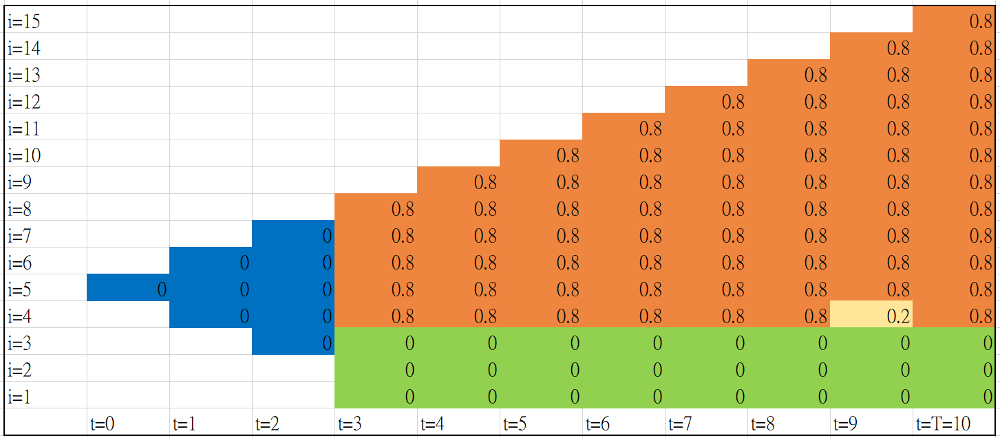 i=15 0.8
i=14 0.8 0.8
i=13 0.8 0.8 0.8
i=12 0.8 0.8 0.8 0.8
i=11 0.8 0.8 0.8 0.8 0.8
i=10 0.8 0.8 0.8 0.8 0.8 0.8
i=9 0.8 0.8 0.8 0.8 0.8 0.8 0.8
i=8 0.8 0.8 0.8 0.8 0.8 0.8 0.8 0.8
i=7 0 0.8 0.8 0.8 0.8 0.8 0.8 0.8 0.8
i=6 0 0 0.8 0.8 0.8 0.8 0.8 0.8 0.8 0.8
i=5 0 0 0 0.8 0.8 0.8 0.8 0.8 0.8 0.8 0.8
i=4 0 0 0.8 0.8 0.8 0.8 0.8 0.8 0.2 0.8
i=3 0 0 0 0 0 0 0 0 0
i=2 0 0 0 0 0 0 0 0
i=1 0 0 0 0 0 0 0 0
t=0 t=1 t=2 t=3 t=4 t=5 t=6 t=7 t=8 t=9 t=T=10